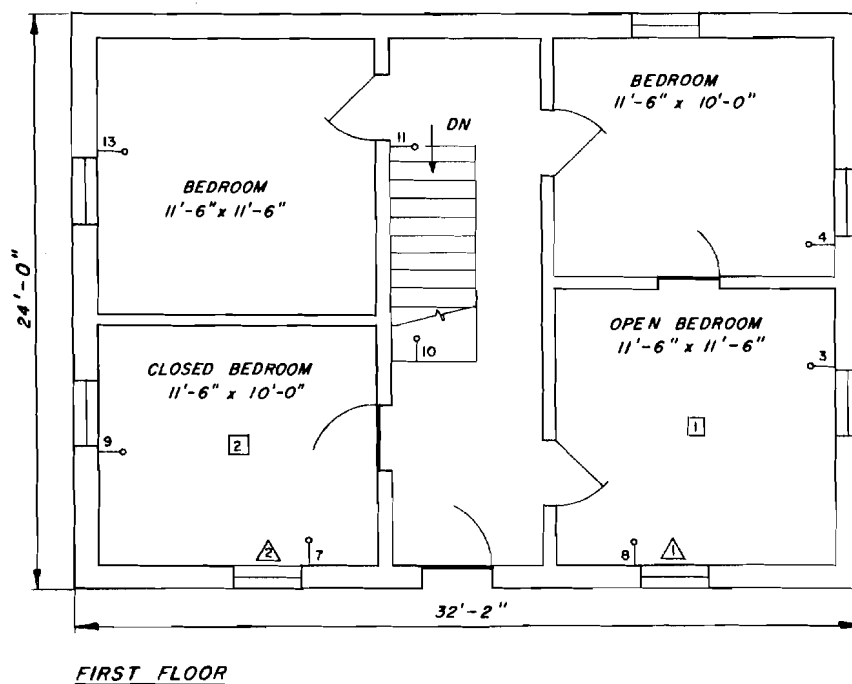 BEDROOM
11'-6" x 10'-0"
11
DN
13
BEDROOM
11'-6" x 11'-6"
4
24'-0"
OPEN BEDROOM
11'-6" x 11'-6"
10
3
CLOSED BEDROOM
11'-6" x 10'-0"
9
2
1
2
7
8
1
32'-2"
FIRST FLOOR